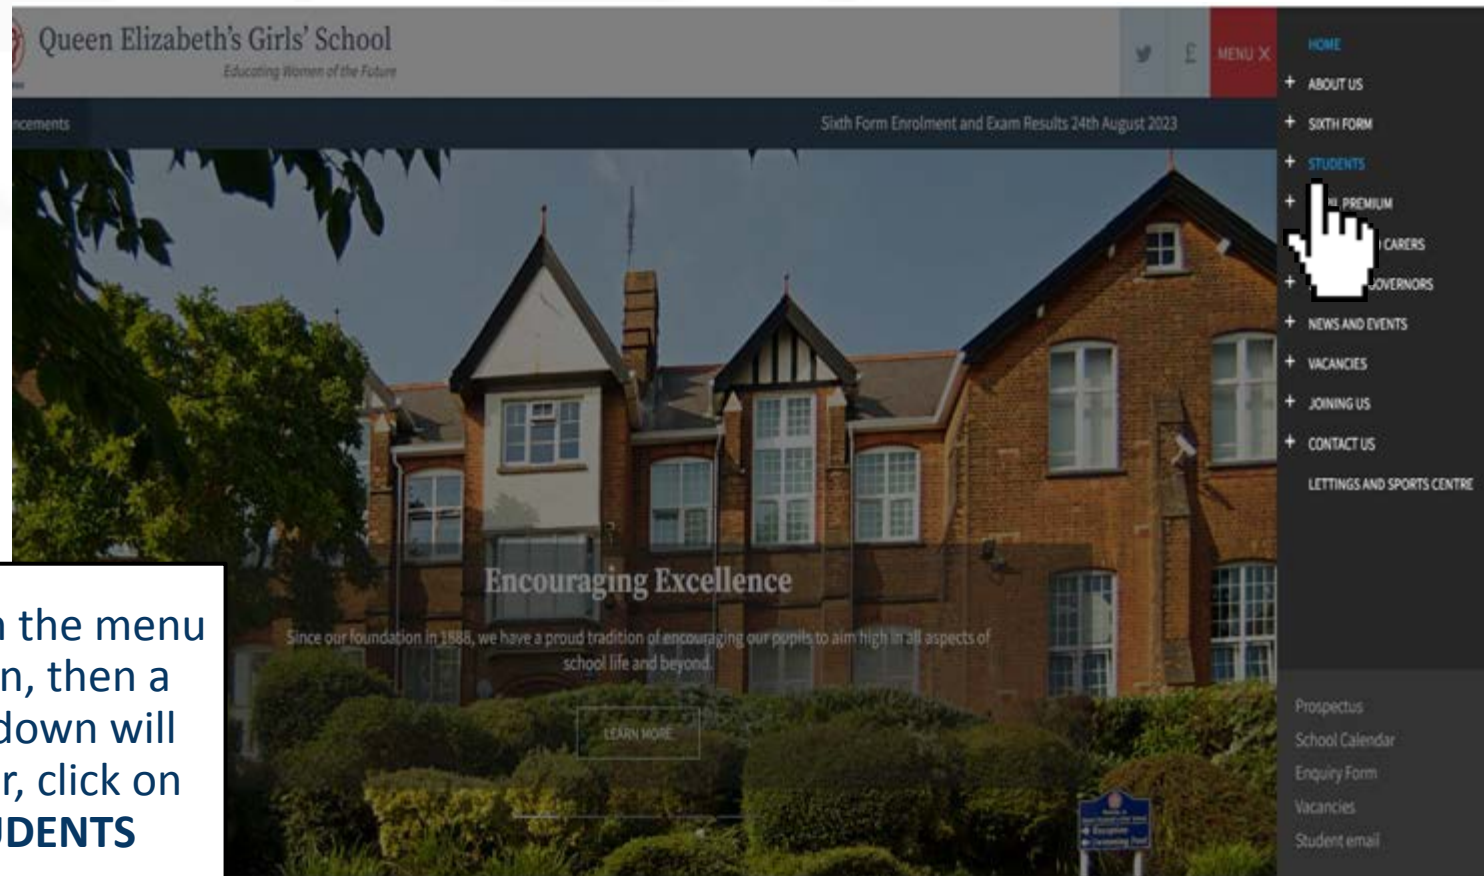 Queen Elizabeth's Girls' School
Educating Women of the Future
£
MENU X
ncements
Sixth Form Enrolment and Exam Results 24th August 2023
HOME
+ ABOUT US
+ SIXTH FORM
+ STUDENTS
+ PREMIUM
CARERS
+ GOVERNORS
+ NEWS AND EVENTS
+ VACANCIES
+ JOINING US
+ CONTACT US
LETTINGS AND SPORTS CENTRE
Encouraging Excellence
Since our foundation in 1888, we have a proud tradition of encouraging our pupils to aim high in all aspects of
school life and beyond.
LEARN MORE
n the menu
n, then a
down will
r, click on
UDENTS
Prospectus
School Calendar
Enquiry Form
Vacancies
Student email
Reception
Swimming Pool